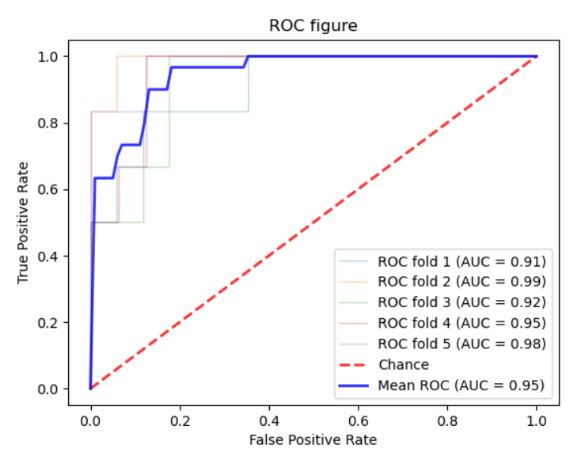 ROC figure
1.0
0.8
0.6
0.4
0.2
0.0
True Positive Rate
ROC fold 1 (AUC = 0.91)
ROC fold 2 (AUC = 0.99)
ROC fold 3 (AUC = 0.92)
ROC fold 4 (AUC = 0.95)
ROC fold 5 (AUC = 0.98)
Chance
Mean ROC (AUC = 0.95)
0.0 0.2 0.4 0.6 0.8 1.0
False Positive Rate